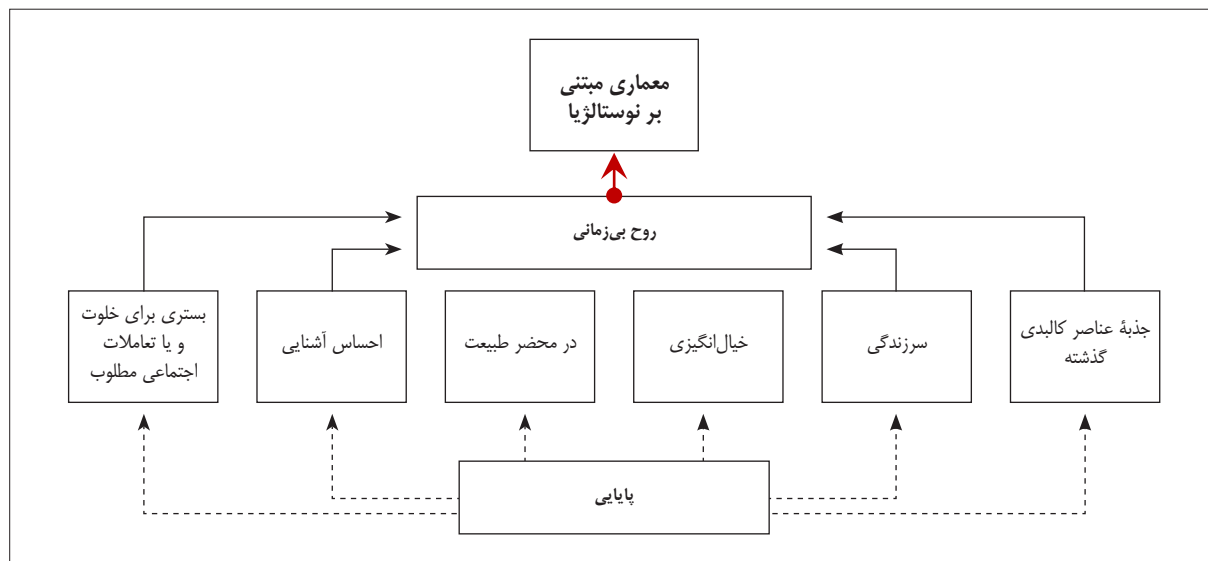 معماری مبتنی
بر نوستالژیا
روح بی‌زمانی
جذبهٔ عناصر کالبدی
گذشته
سرزندگی
خیال‌انگیزی
در محضر طبیعت
احساس آشنایی
بستری برای خلوت
و یا تعاملات
اجتماعی مطلوب
پایایی